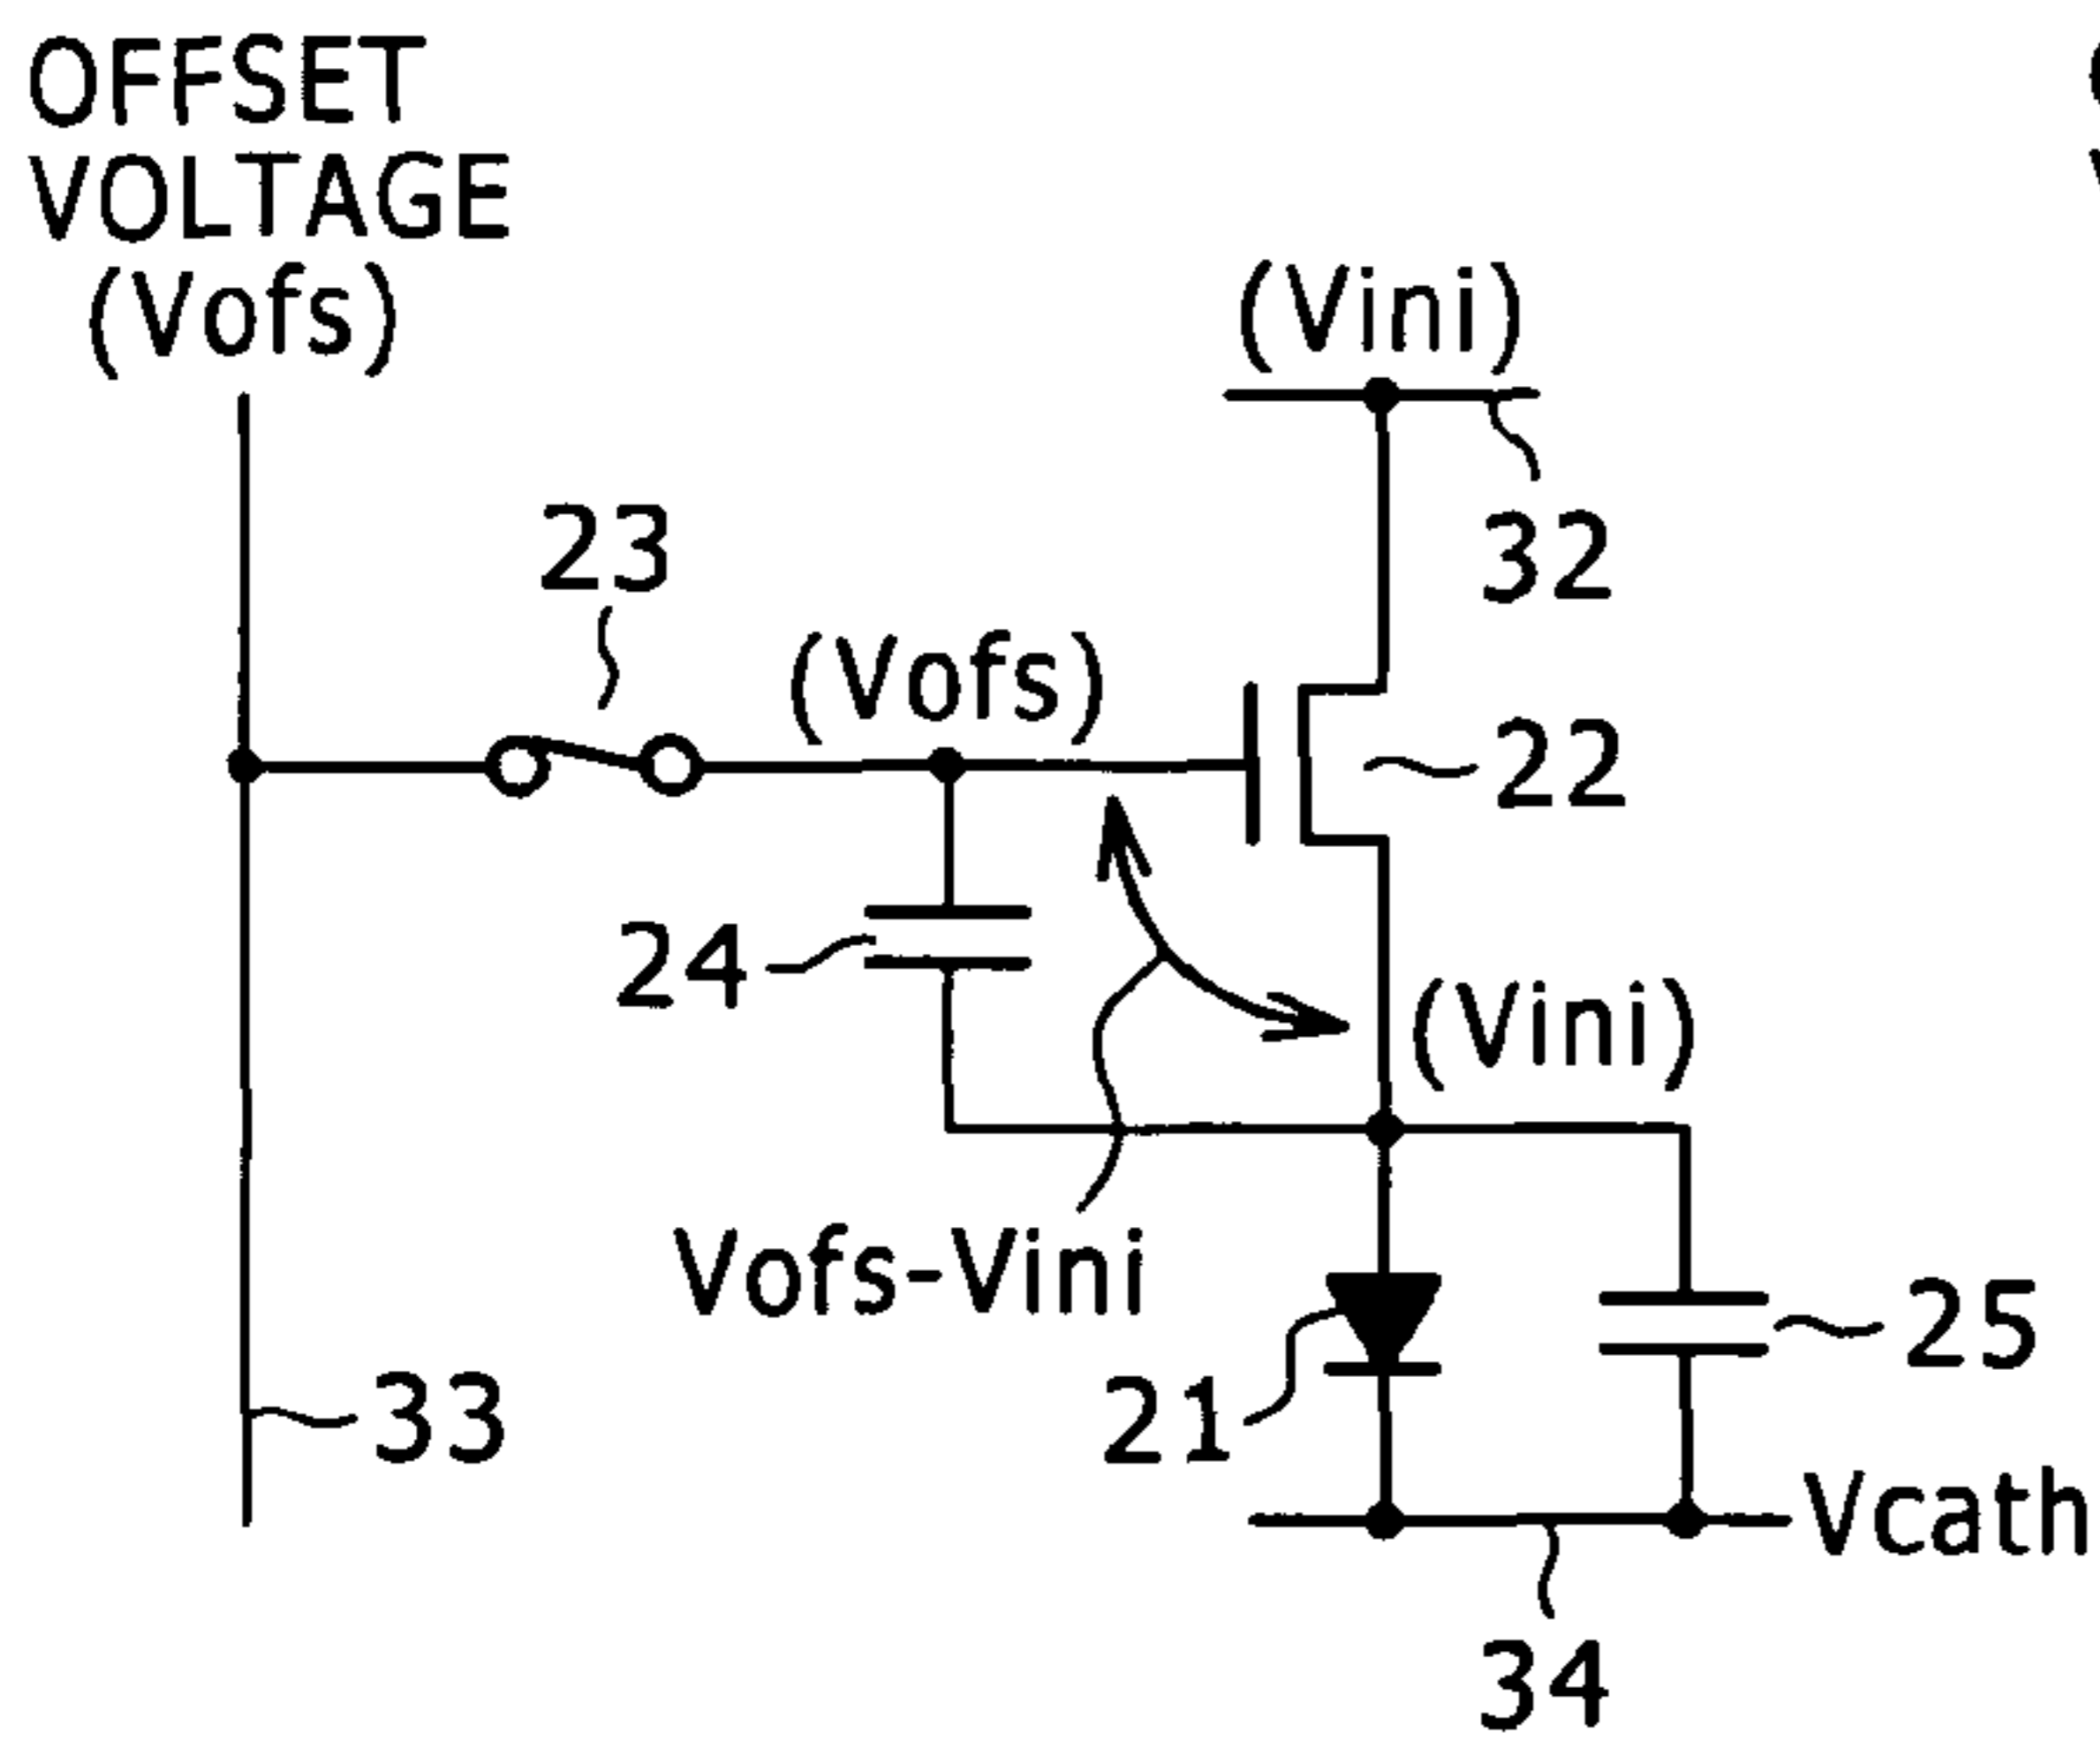 OFFSET
VOLTAGE
(Vofs)
(Vini)
32
23
(Vofs)
22
24
(Vini)
Vofs-Vini
25
21
33
Vcath
34